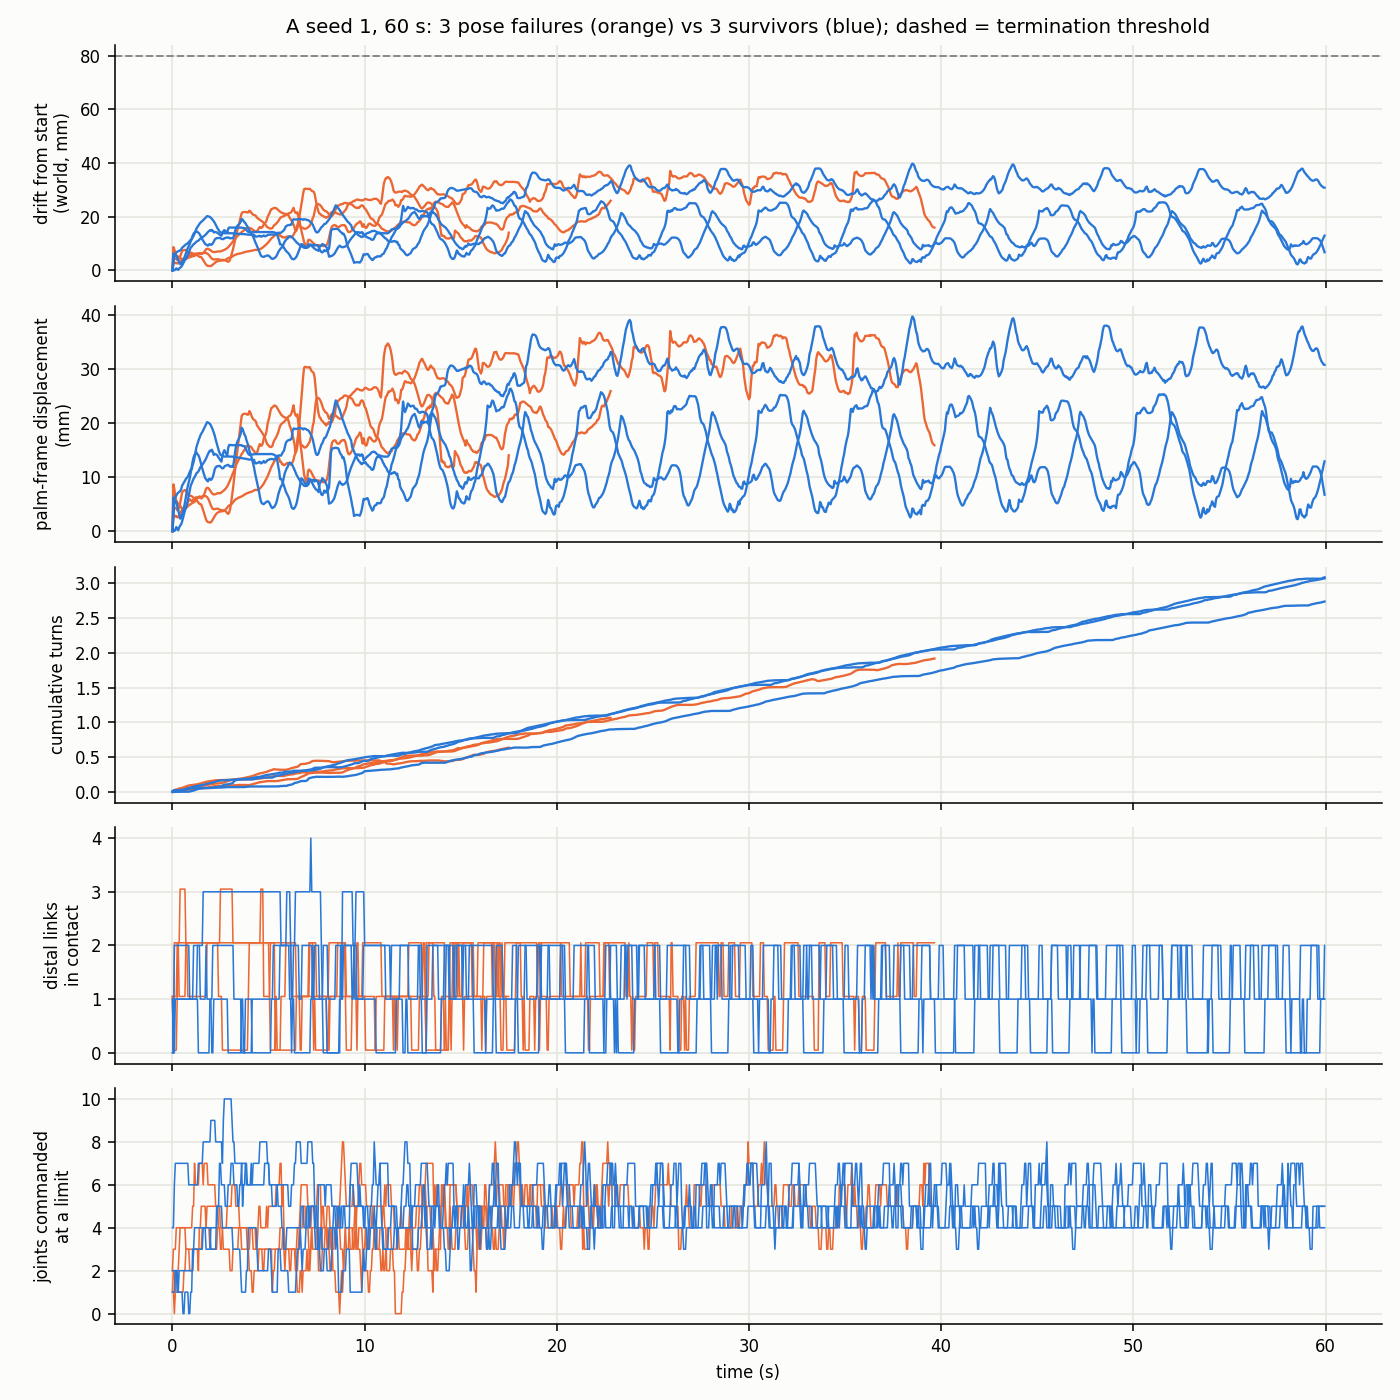 A seed 1, 60 s: 3 pose failures (orange) vs 3 survivors (blue); dashed = termination threshold
drift from start
(world, mm)
80
60
40
20
0
palm-frame displacement
(mm)
40
30
20
10
0
cumulative turns
3.0
2.5
2.0
1.5
1.0
0.5
0.0
distal links
in contact
4
3
2
1
0
joints commanded
at a limit
10
8
6
4
2
0
0 10 20 30 40 50 60
time (s)